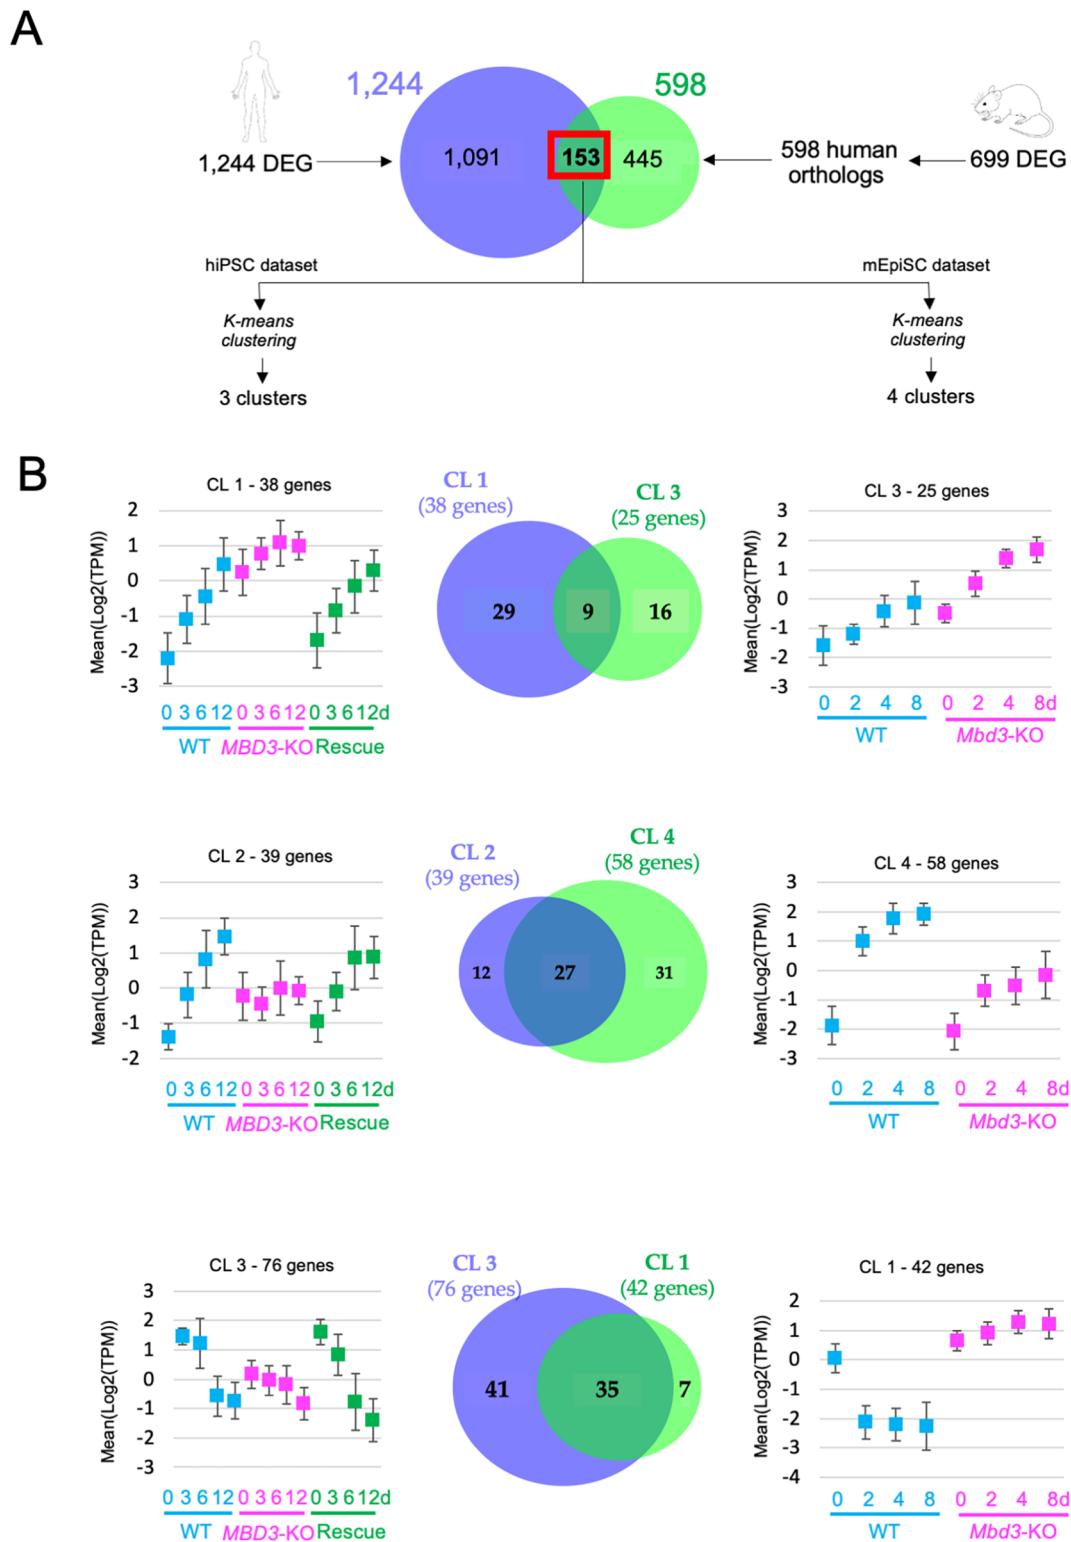 A
1,244
598
1,244 DEG
1,091
153
445
598 human
orthologs
699 DEG
hiPSC dataset
mEpiSC dataset
K-means
clustering
K-means
clustering
3 clusters
4 clusters
B
CL 1 - 38 genes
Mean(Log2(TPM))
2
1
0
-1
-2
-3
0 3 6 12 0 3 6 12 0 3 6 12d
WT MBD3-KO Rescue
CL 1
(38 genes)
CL 3
(25 genes)
29
9
16
CL 3 - 25 genes
Mean(Log2(TPM))
3
2
1
0
-1
-2
-3
0 2 4 8 0 2 4 8d
WT Mbd3-KO
CL 2 - 39 genes
Mean(Log2(TPM))
3
2
1
0
-1
-2
0 3 6 12 0 3 6 12 0 3 6 12d
WT MBD3-KO Rescue
CL 2
(39 genes)
CL 4
(58 genes)
12
27
31
CL 4 - 58 genes
Mean(Log2(TPM))
3
2
1
0
-1
-2
-3
0 2 4 8 0 2 4 8d
WT Mbd3-KO
CL 3 - 76 genes
Mean(Log2(TPM))
3
2
1
0
-1
-2
-3
0 3 6 12 0 3 6 12 0 3 6 12d
WT MBD3-KO Rescue
CL 3
(76 genes)
CL 1
(42 genes)
41
35
7
CL 1 - 42 genes
Mean(Log2(TPM))
2
1
0
-1
-2
-3
-4
0 2 4 8 0 2 4 8d
WT Mbd3-KO